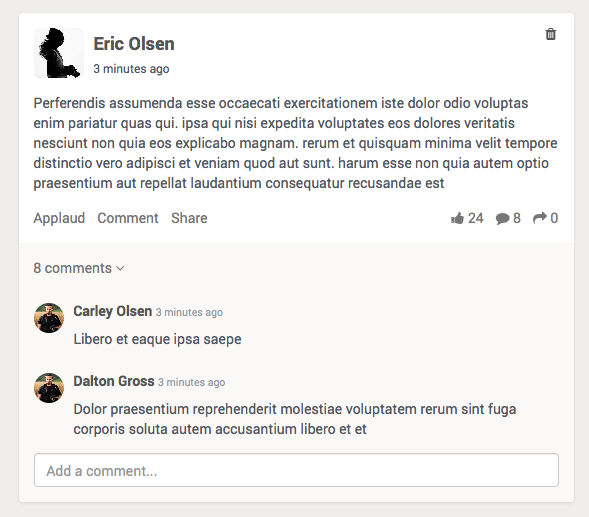 Eric Olsen
3 minutes ago
Perferendis assumenda esse occaecati exercitationem iste dolor odio voluptas
enim pariatur quas qui. ipsa qui nisi expedita voluptates eos dolores veritatis
nesciunt non quia eos explicabo magnam. rerum et quisquam minima velit tempore
distinctio vero adipisci et veniam quod aut sunt. harum esse non quia autem optio
praesentium aut repellat laudantium consequatur recusandae est
Applaud Comment Share 24 8 0
8 comments
Carley Olsen 3 minutes ago
Libero et eaque ipsa saepe
Dalton Gross 3 minutes ago
Dolor praesentium reprehenderit molestiae voluptatem rerum sint fuga
corporis soluta autem accusantium libero et et
Add a comment...